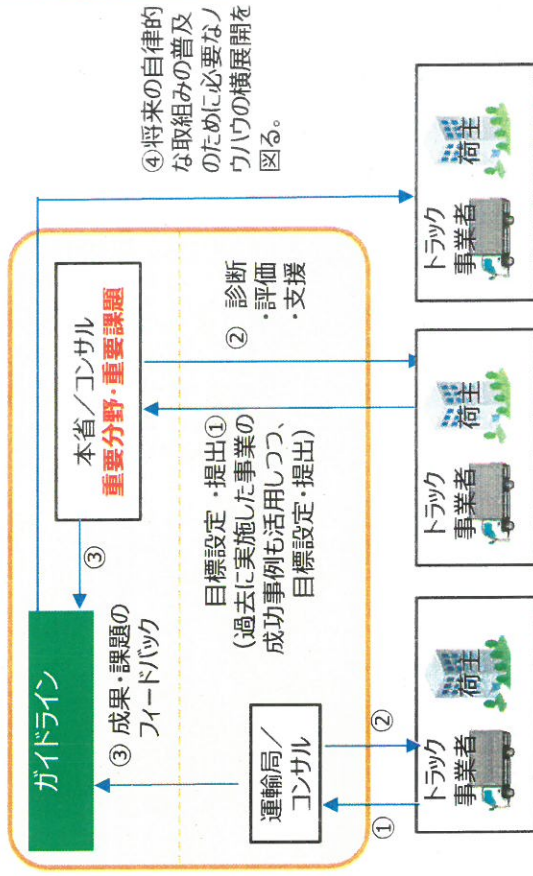 ガイドライン
③ 成果・課題の
フィードバック
③
本省／コンサル
重要分野・重要課題
④将来の自律的
な取組みの普及
のために必要なノ
ウハウの横展開を
図る。
目標設定・提出①
(過去に実施した事業の
成功事例も活用しつつ、
目標設定・提出)
② 診断
・評価
・支援
運輸局／
コンサル
①
②
トラック
事業者
荷主
トラック
事業者
荷主
トラック
事業者
荷主